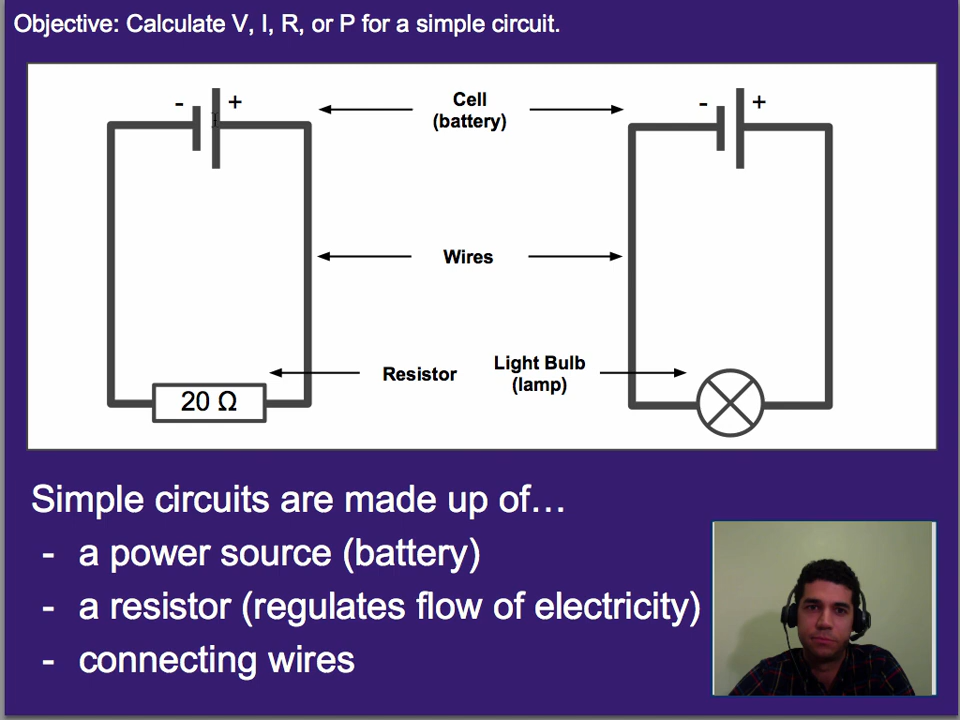 Objective: Calculate V, I, R, or P for a simple circuit.
- + Cell - +
(battery)
Wires
Resistor Light Bulb
(lamp)
20 Ω
Simple circuits are made up of…
- a power source (battery)
- a resistor (regulates flow of electricity)
- connecting wires